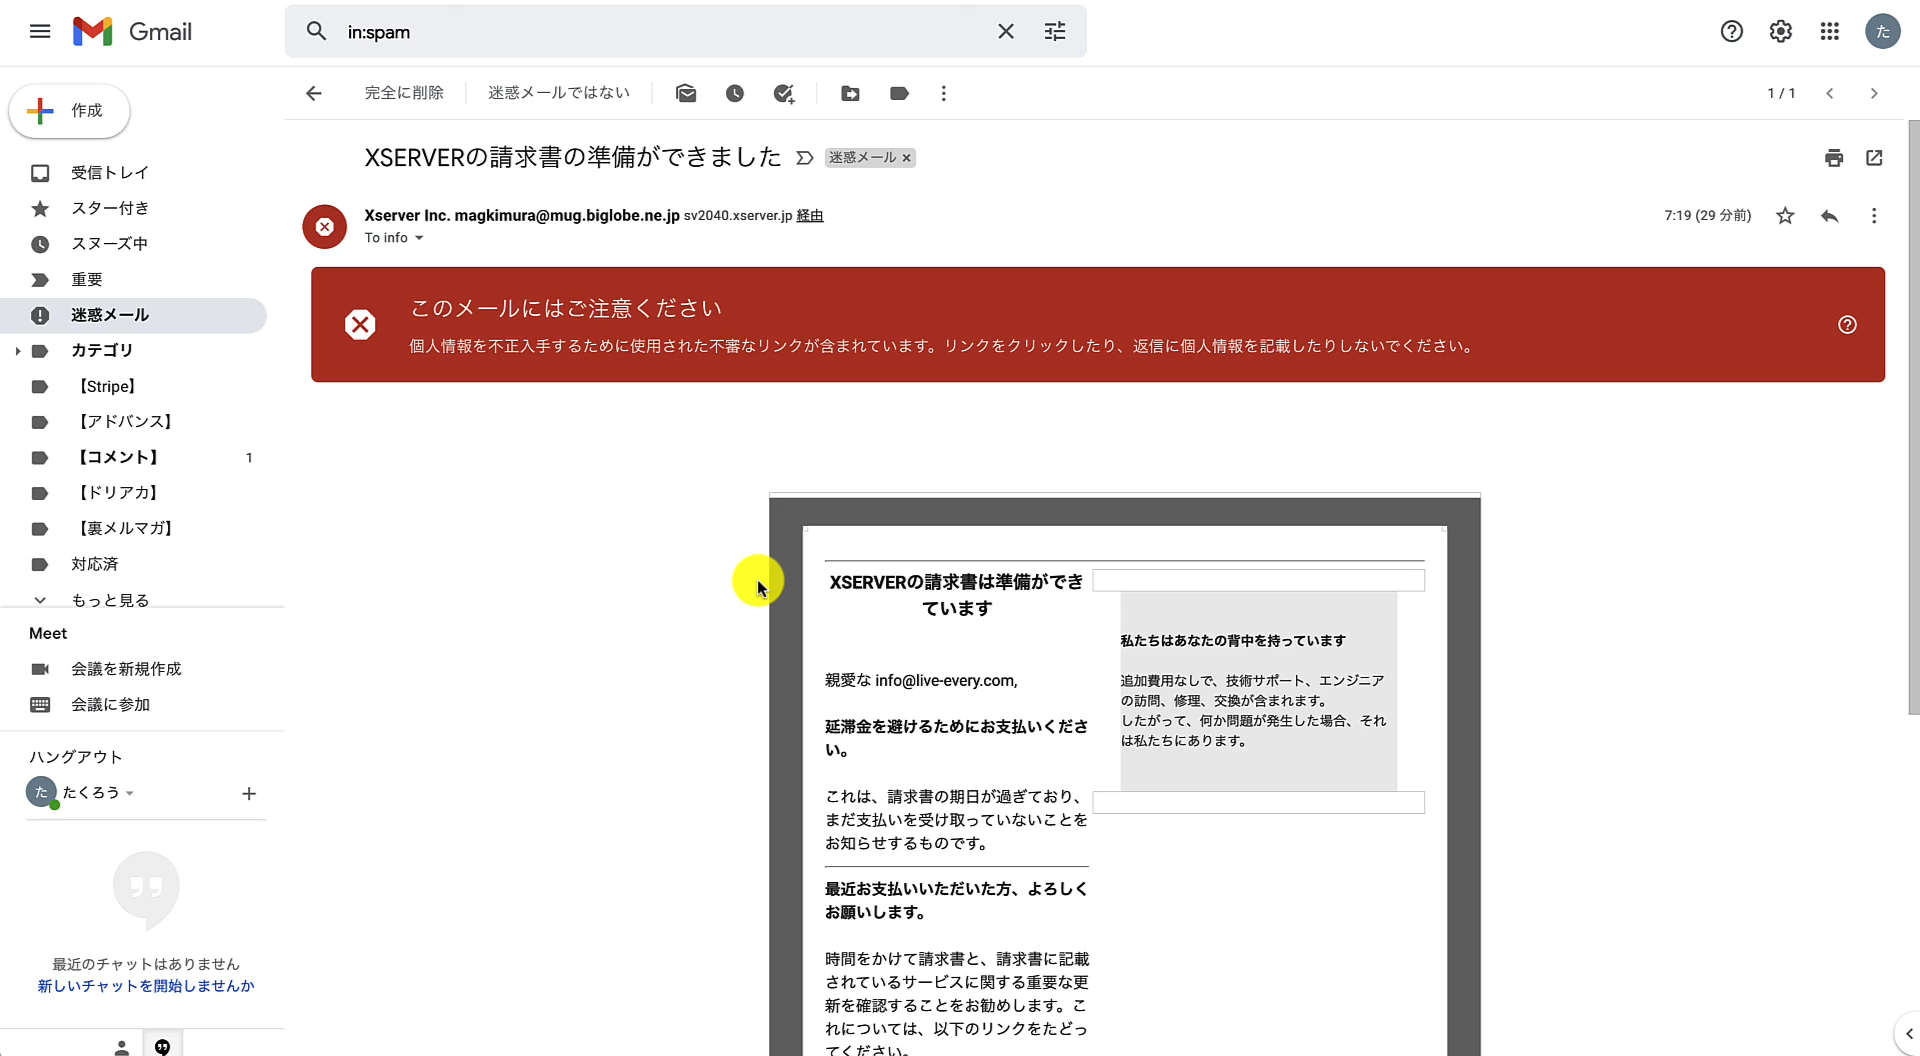 Gmail
in:spam
た
作成
完全に削除
迷惑メールではない
1 / 1
受信トレイ
スター付き
スヌーズ中
重要
迷惑メール
カテゴリ
【Stripe】
【アドバンス】
【コメント】 1
【ドリアカ】
【裏メルマガ】
対応済
もっと見る
Meet
会議を新規作成
会議に参加
ハングアウト
た たくろう
最近のチャットはありません
新しいチャットを開始しませんか
XSERVERの請求書の準備ができました 迷惑メール ×
Xserver Inc. magkimura@mug.biglobe.ne.jp sv2040.xserver.jp 経由
7:19 (29 分前)
To info
このメールにはご注意ください
個人情報を不正入手するために使用された不審なリンクが含まれています。リンクをクリックしたり、返信に個人情報を記載したりしないでください。
XSERVERの請求書は準備ができ
ています
親愛な info@live-every.com,
延滞金を避けるためにお支払いくださ
い。
これは、請求書の期日が過ぎており、
まだ支払いを受け取っていないことを
お知らせするものです。
最近お支払いいただいた方、よろしく
お願いします。
時間をかけて請求書と、請求書に記載
されているサービスに関する重要な更
新を確認することをお勧めします。こ
れについては、以下のリンクをたどっ
てください。
私たちはあなたの背中を持っています
追加費用なしで、技術サポート、エンジニア
の訪問、修理、交換が含まれます。
したがって、何か問題が発生した場合、それ
は私たちにあります。